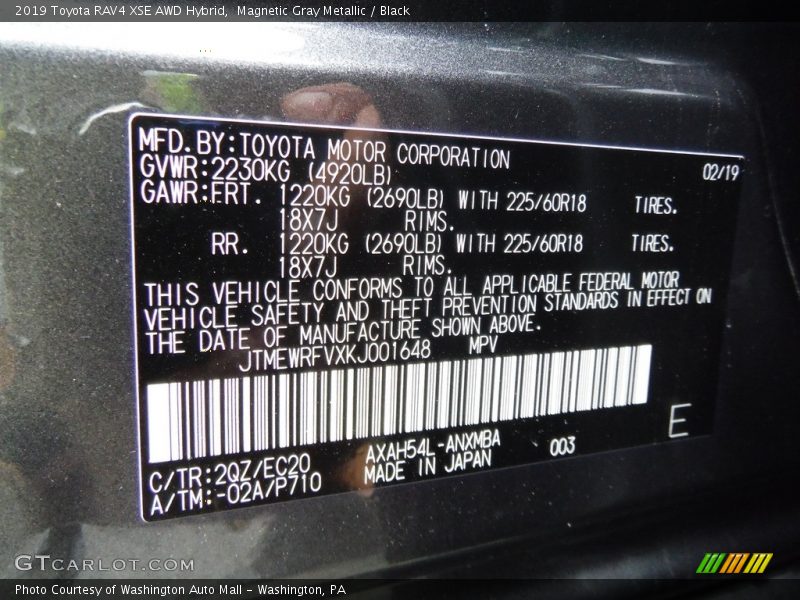 2019 Toyota RAV4 XSE AWD Hybrid,  Magnetic Gray Metallic / Black
MFD. BY: TOYOTA MOTOR CORPORATION 02/19
GVWR: 2230KG (4920LB)
GAWR: FRT. 1220KG (2690LB) WITH 225/60R18 TIRES.
18X7J RIMS.
RR. 1220KG (2690LB) WITH 225/60R18 TIRES.
18X7J RIMS.
THIS VEHICLE CONFORMS TO ALL APPLICABLE FEDERAL MOTOR
VEHICLE SAFETY AND THEFT PREVENTION STANDARDS IN EFFECT ON
THE DATE OF MANUFACTURE SHOWN ABOVE.
JTMEWRFVXKJ001648 MPV
E
C/TR: 2QZ/EC20 AXAH54L-ANXMBA 003
A/TM: -02A/P710 MADE IN JAPAN
GTCARLOT.COM
Photo Courtesy of Washington Auto Mall - Washington, PA